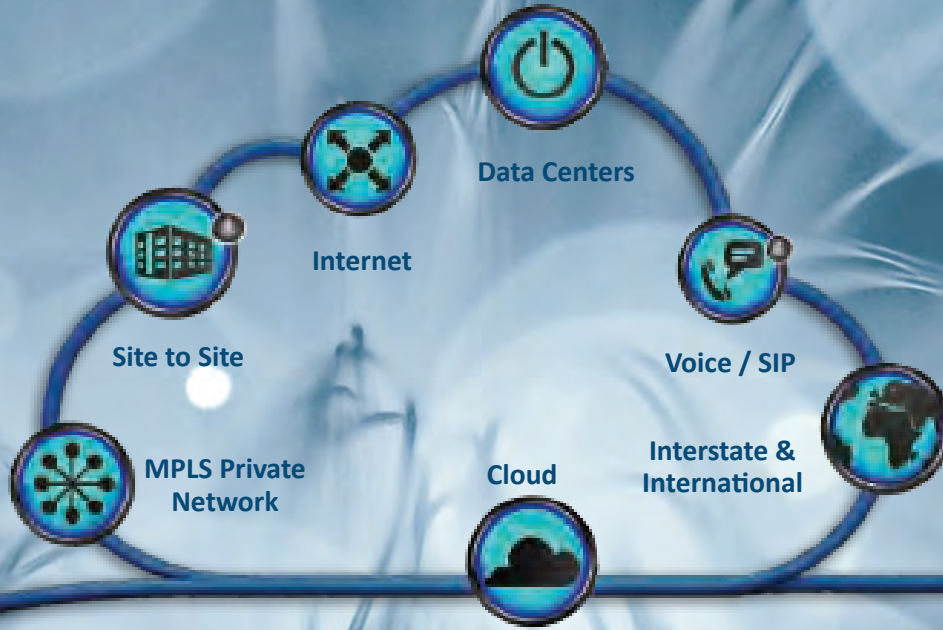 Data Centers
Internet
Site to Site
Voice / SIP
MPLS Private
Network
Cloud
Interstate &
International